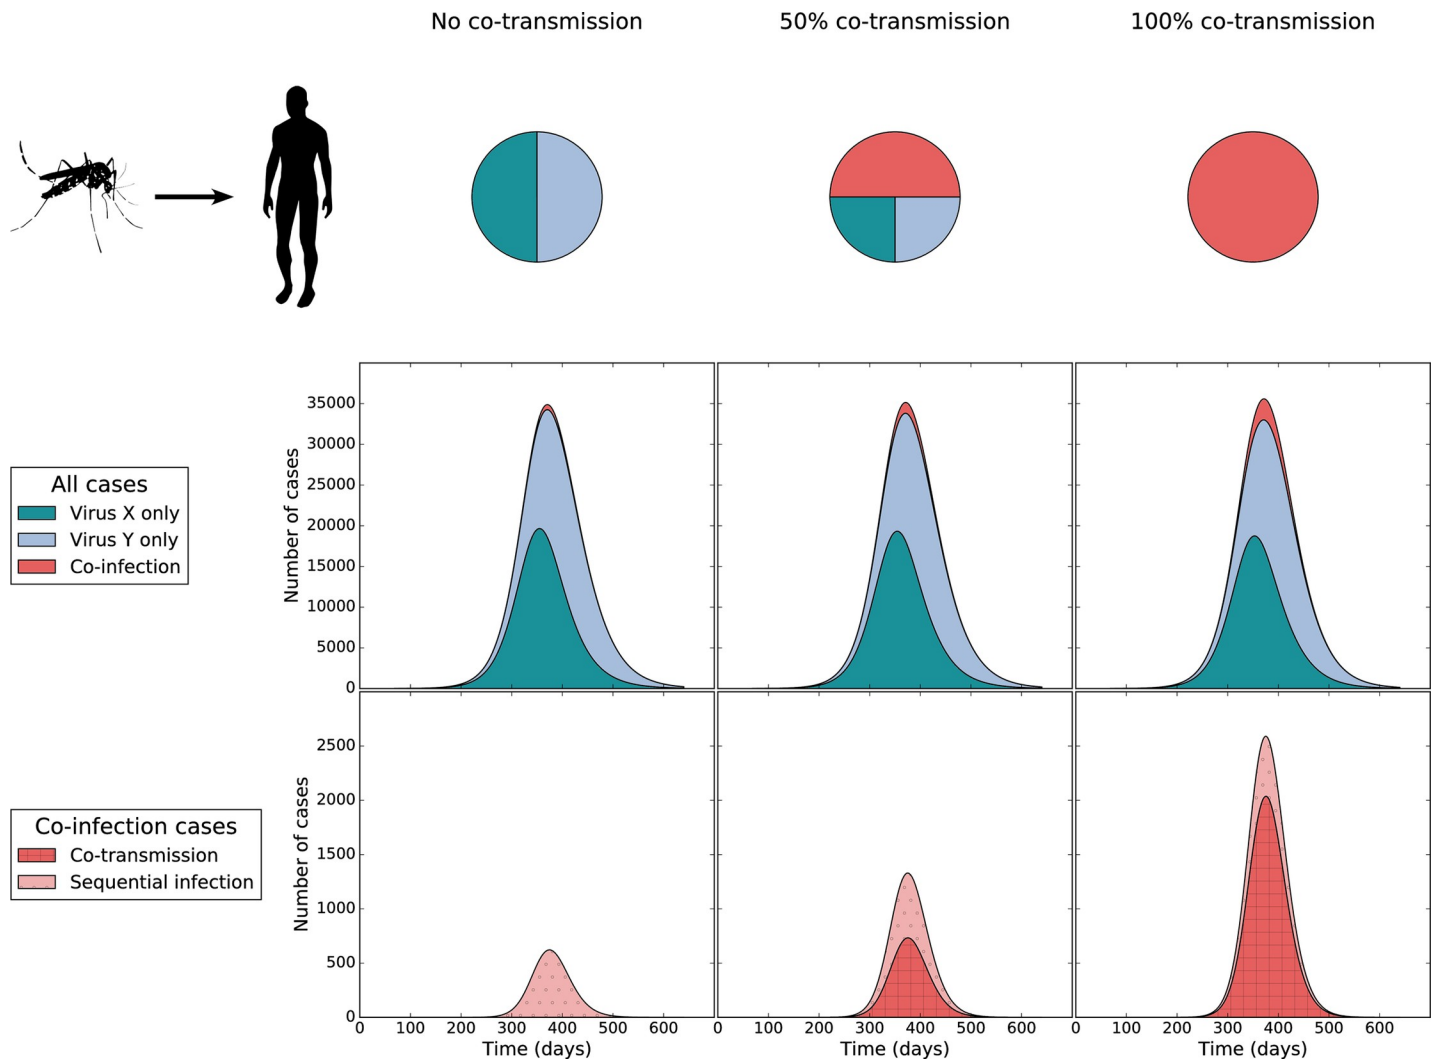 No co-transmission
50% co-transmission
100% co-transmission
All cases
Virus X only
Virus Y only
Co-infection
Number of cases
35000
30000
25000
20000
15000
10000
5000
0
Co-infection cases
Co-transmission
Sequential infection
Number of cases
2500
2000
1500
1000
500
0
0 100 200 300 400 500 600
0 100 200 300 400 500 600
0 100 200 300 400 500 600
Time (days)
Time (days)
Time (days)